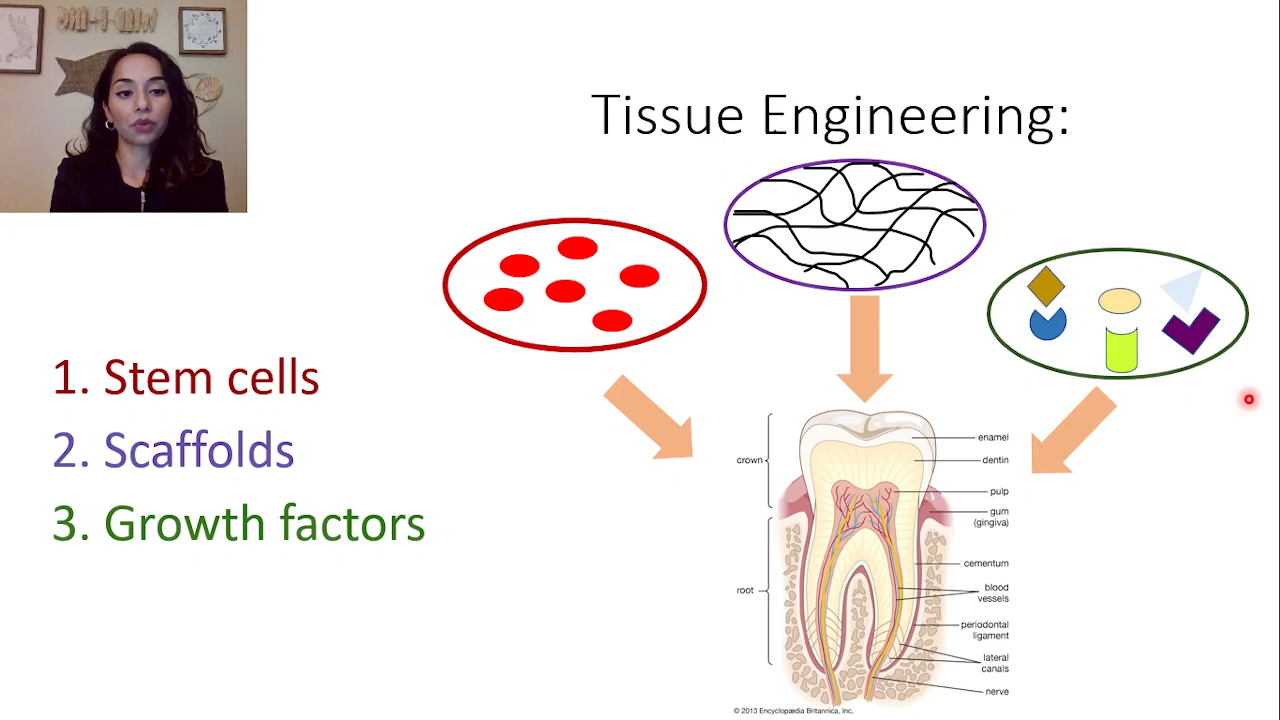 Tissue Engineering:
1. Stem cells
2. Scaffolds
3. Growth factors
crown
root
enamel
dentin
pulp
gum
(gingiva)
cementum
blood
vessels
periodontal
ligament
lateral
canals
nerve
© 2013 Encyclopædia Britannica, Inc.